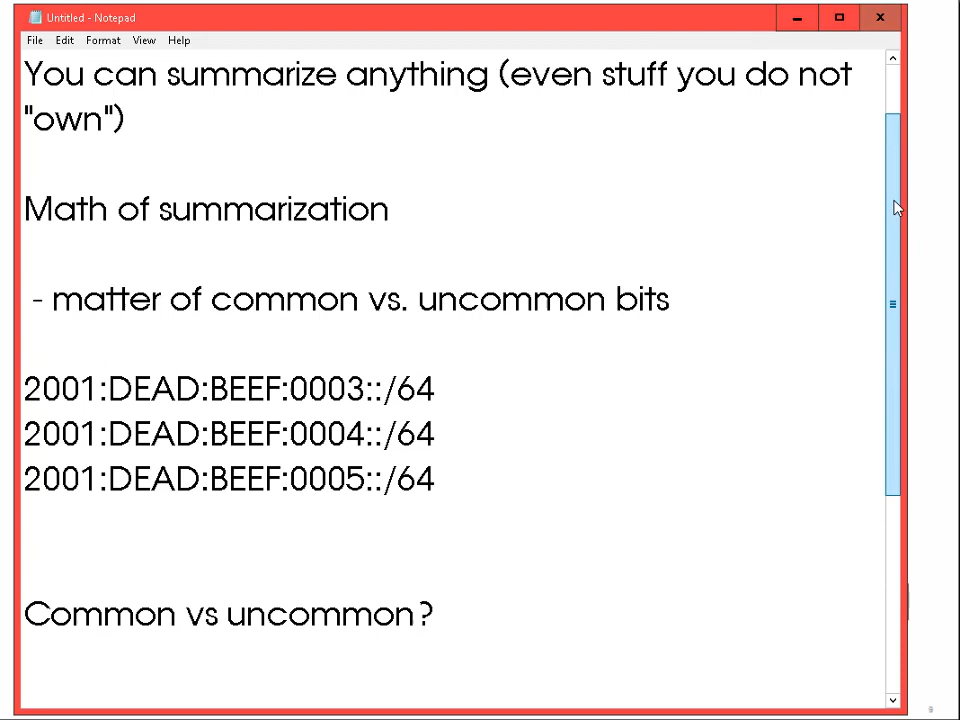 Untitled - Notepad
File Edit Format View Help
You can summarize anything (even stuff you do not
"own")
Math of summarization
- matter of common vs. uncommon bits
2001:DEAD:BEEF:0003::/64
2001:DEAD:BEEF:0004::/64
2001:DEAD:BEEF:0005::/64
Common vs uncommon?